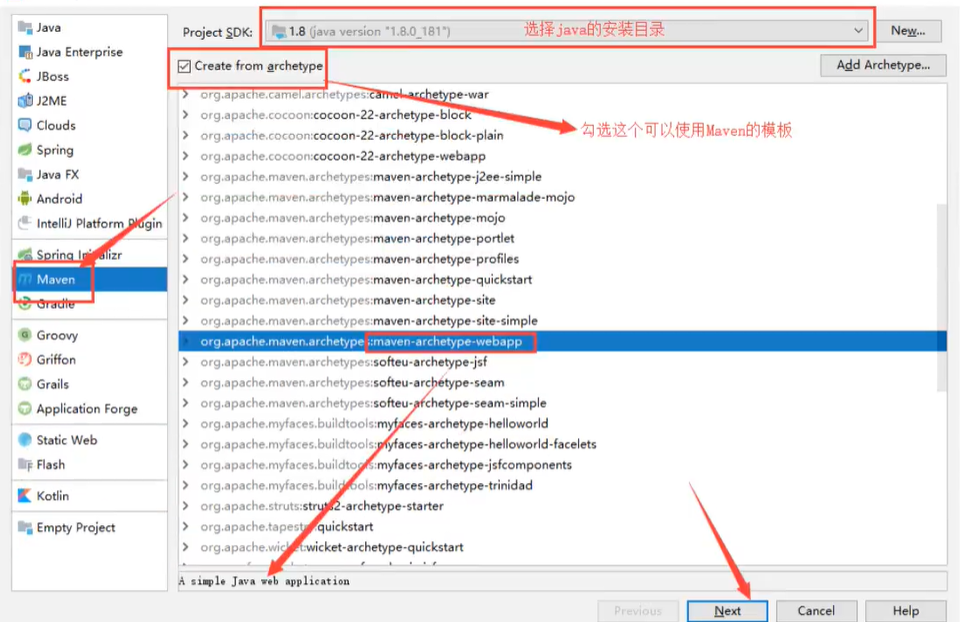 Java
Java Enterprise
JBoss
J2ME
Clouds
Spring
Java FX
Android
IntelliJ Platform Plugin
Spring Initializr
Maven
Gradle
Groovy
Griffon
Grails
Application Forge
Static Web
Flash
Kotlin
Empty Project
Project SDK: 1.8 (java version "1.8.0_181") 选择java的安装目录 New...
Create from archetype Add Archetype...
勾选这个可以使用Maven的模板
org.apache.camel.archetypes:camel-archetype-war
org.apache.cocoon:cocoon-22-archetype-block
org.apache.cocoon:cocoon-22-archetype-block-plain
org.apache.cocoon:cocoon-22-archetype-webapp
org.apache.maven.archetypes:maven-archetype-j2ee-simple
org.apache.maven.archetypes:maven-archetype-marmalade-mojo
org.apache.maven.archetypes:maven-archetype-mojo
org.apache.maven.archetypes:maven-archetype-portlet
org.apache.maven.archetypes:maven-archetype-profiles
org.apache.maven.archetypes:maven-archetype-quickstart
org.apache.maven.archetypes:maven-archetype-site
org.apache.maven.archetypes:maven-archetype-site-simple
org.apache.maven.archetypes:maven-archetype-webapp
org.apache.maven.archetypes:softeu-archetype-jsf
org.apache.maven.archetypes:softeu-archetype-seam
org.apache.maven.archetypes:softeu-archetype-seam-simple
org.apache.myfaces.buildtools:myfaces-archetype-helloworld
org.apache.myfaces.buildtools:myfaces-archetype-helloworld-facelets
org.apache.myfaces.buildtools:myfaces-archetype-jsfcomponents
org.apache.myfaces.buildtools:myfaces-archetype-trinidad
org.apache.struts:struts2-archetype-starter
org.apache.tapestry:quickstart
org.apache.wicket:wicket-archetype-quickstart
A simple Java web application
Previous Next Cancel Help